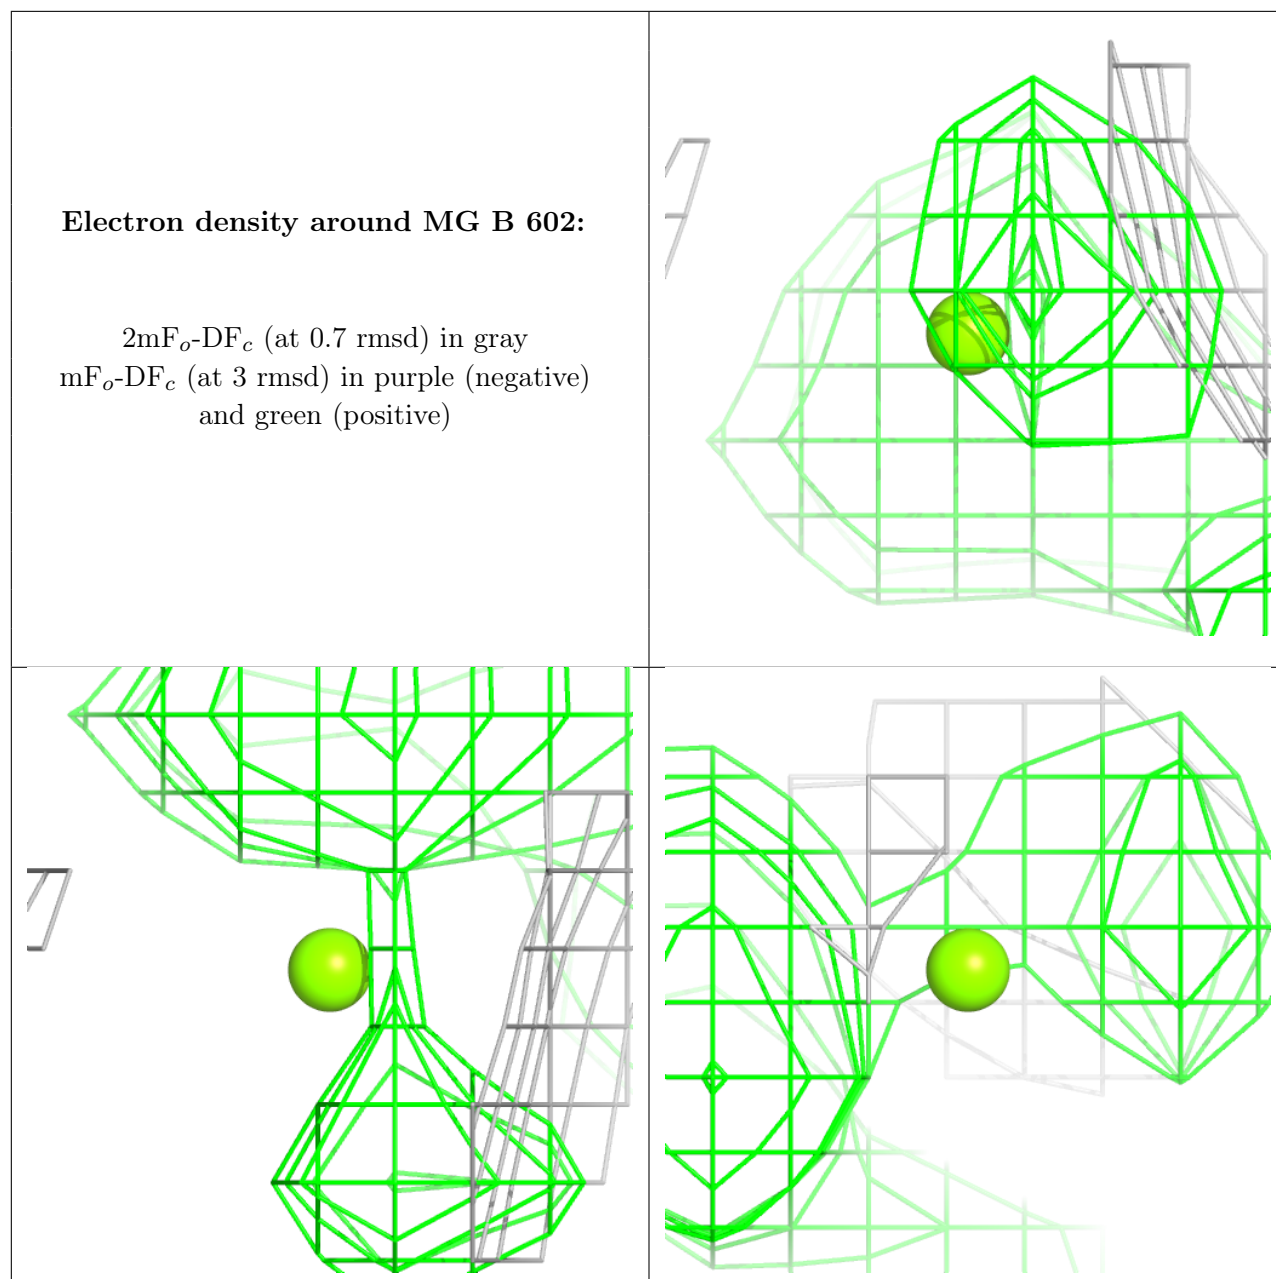 Electron density around MG B 602:
2mFo-DFc (at 0.7 rmsd) in gray
mFo-DFc (at 3 rmsd) in purple (negative)
and green (positive)